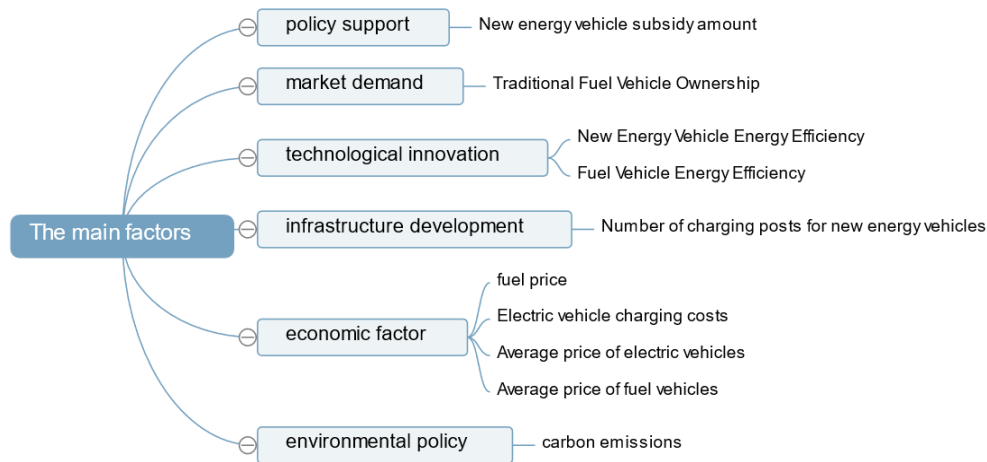 policy support
New energy vehicle subsidy amount
market demand
Traditional Fuel Vehicle Ownership
technological innovation
New Energy Vehicle Energy Efficiency
Fuel Vehicle Energy Efficiency
The main factors
infrastructure development
Number of charging posts for new energy vehicles
economic factor
fuel price
Electric vehicle charging costs
Average price of electric vehicles
Average price of fuel vehicles
environmental policy
carbon emissions